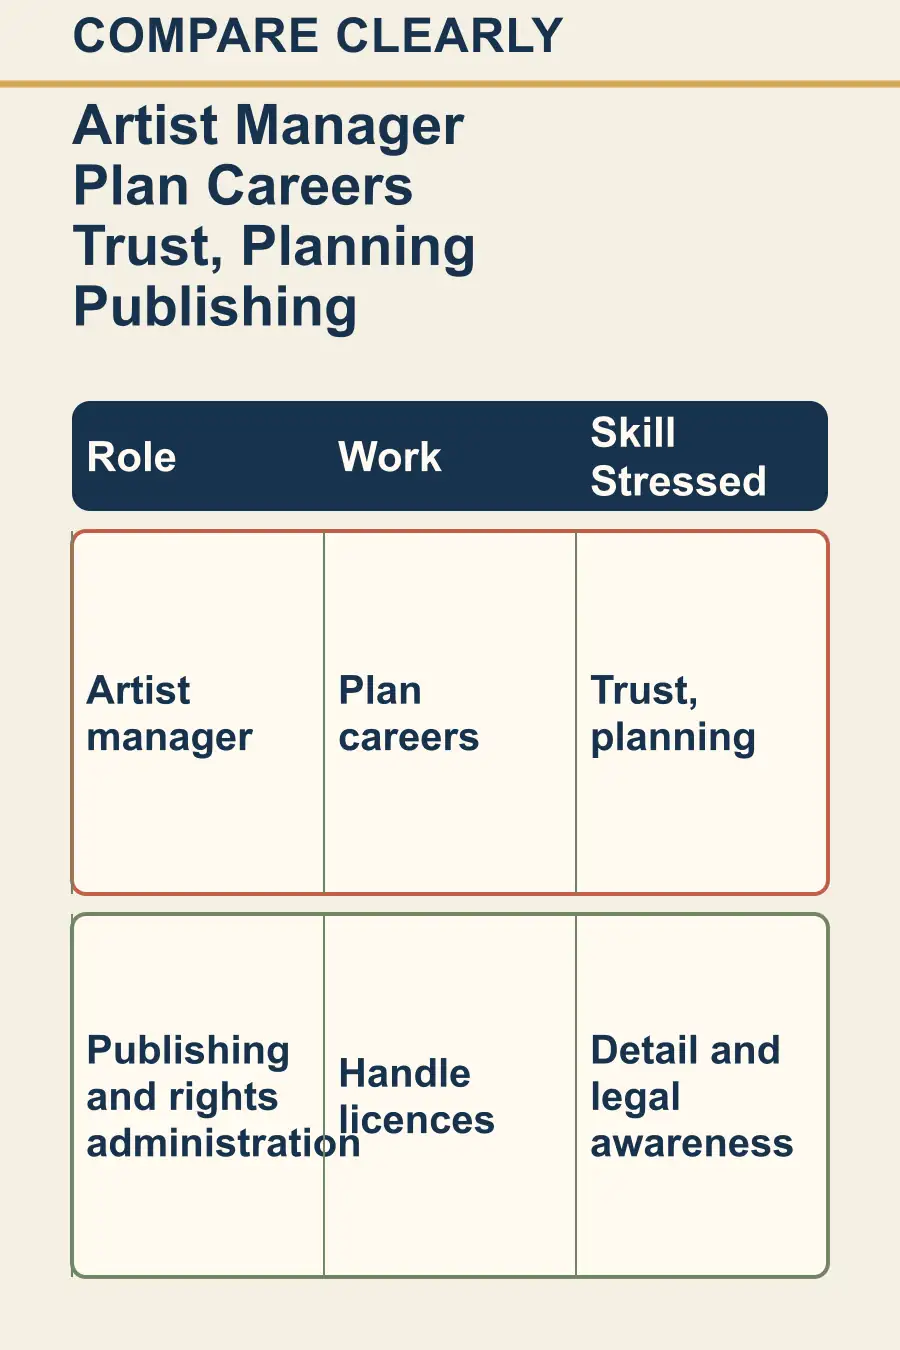 COMPARE CLEARLY
Artist Manager
Plan Careers
Trust, Planning
Publishing
Role
Work
Skill
Stressed
Artist
manager
Plan
careers
Trust,
planning
Publishing
and rights
administration
Handle
licences
Detail and
legal
awareness